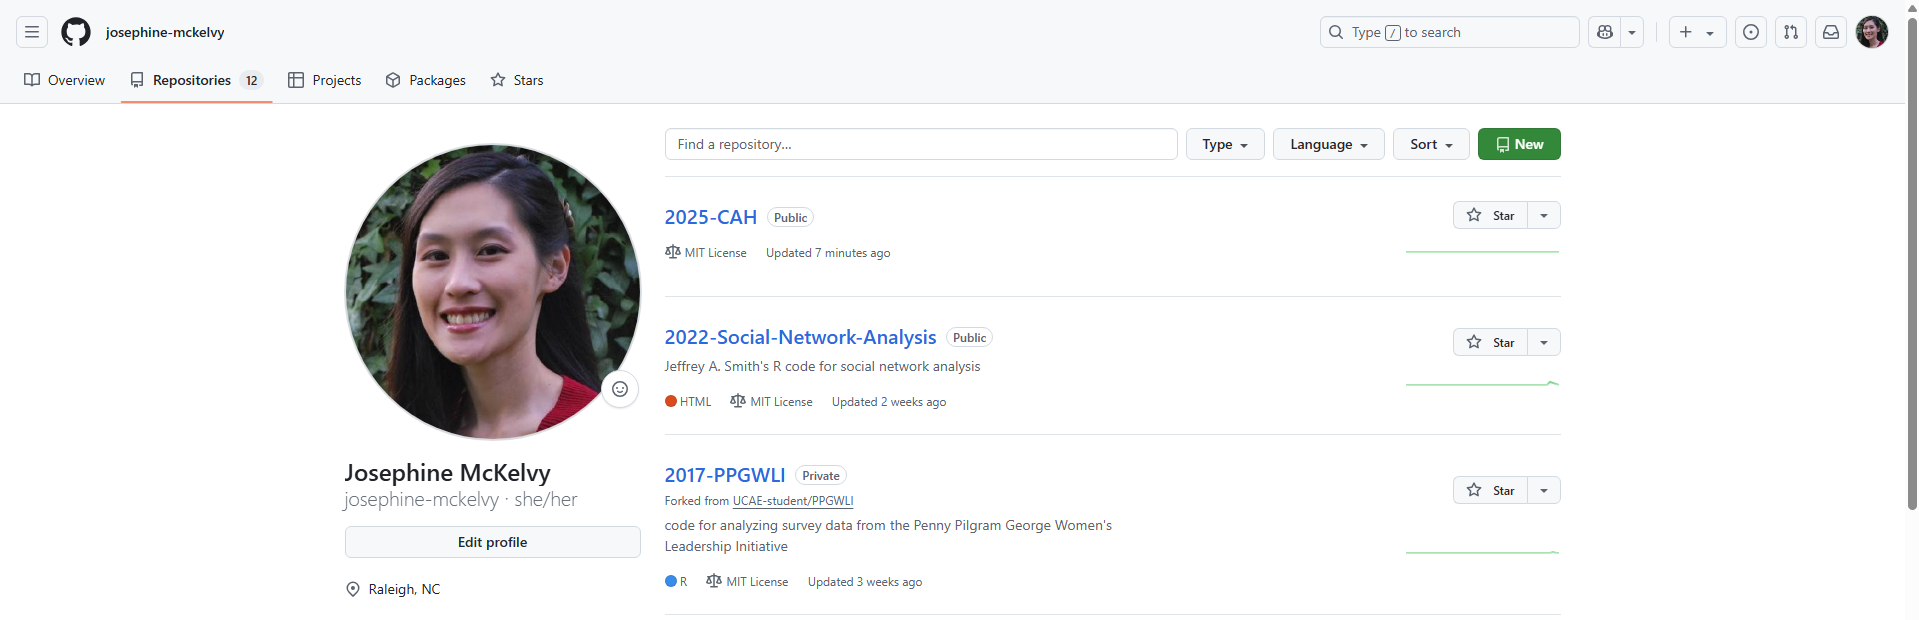 josephine-mckelvy
Type / to search
Overview
Repositories 12
Projects
Packages
Stars
Find a repository...
Type
Language
Sort
New
2025-CAH Public
Star
MIT License Updated 7 minutes ago
2022-Social-Network-Analysis Public
Star
Jeffrey A. Smith's R code for social network analysis
HTML MIT License Updated 2 weeks ago
2017-PPGWLI Private
Star
Forked from UCAE-student/PPGWLI
code for analyzing survey data from the Penny Pilgram George Women's
Leadership Initiative
R MIT License Updated 3 weeks ago
Josephine McKelvy
josephine-mckelvy · she/her
Edit profile
Raleigh, NC